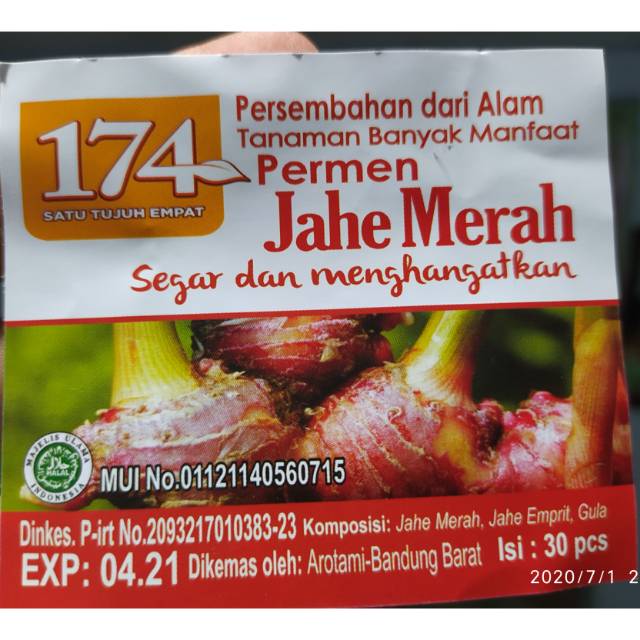 174
SATU TUJUH EMPAT
Persembahan dari Alam
Tanaman Banyak Manfaat
Permen
Jahe Merah
Segar dan menghangatkan
MAJELIS ULAMA
HALAL
INDONESIA
MUI No.01121140560715
Dinkes. P-irt No.2093217010383-23 Komposisi: Jahe Merah, Jahe Emprit, Gula
EXP: 04.21 Dikemas oleh: Arotami-Bandung Barat Isi : 30 pcs
2020/7/1 2